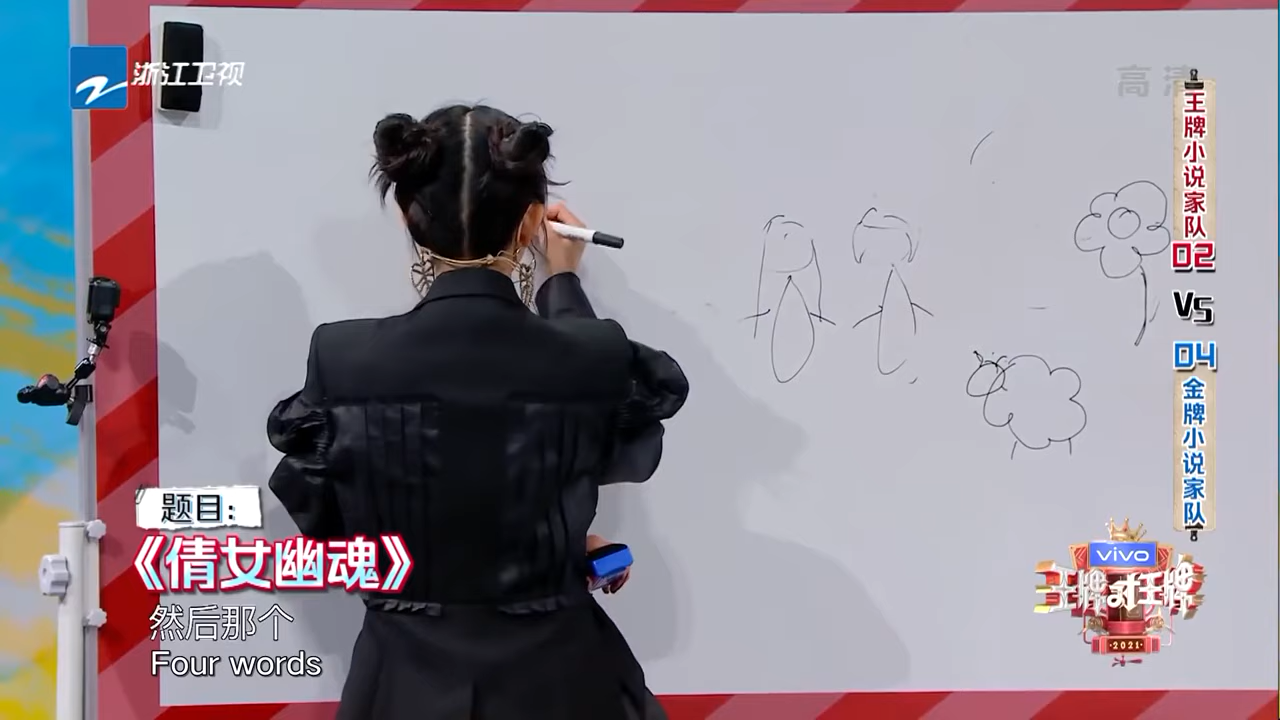 浙江卫视
高清
王牌小说家队
02
VS
04
金牌小说家队
题目：
《倩女幽魂》
然后那个
Four words
vivo
王牌对王牌
·2021·